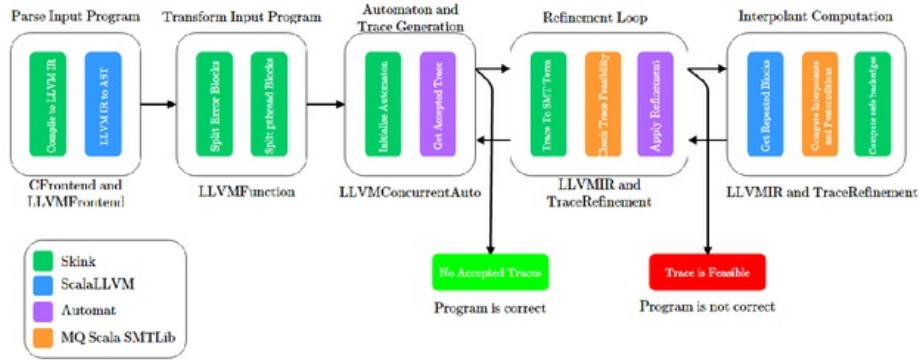 Parse Input Program
Transform Input Program
Automaton and
Trace Generation
Refinement Loop
Interpolant Computation
Compile to LLVM IR
LLVM IR to AST
Split Error Blocks
Split pthread Blocks
Initialise Automaton
Get Accepted Trace
Trace To SMT Term
Check Trace Feasibility
Apply Refinement
Get Repeated Blocks
Compute Interpolants
and Postconditions
Compute safe backedges
CFrontend and
LLVMFrontend
LLVMFunction
LLVMConcurrentAuto
LLVMIR and
TraceRefinement
LLVMIR and TraceRefinement
Skink
ScalaLLVM
Automat
MQ Scala SMTLib
No Accepted Traces
Program is correct
Trace is Feasible
Program is not correct